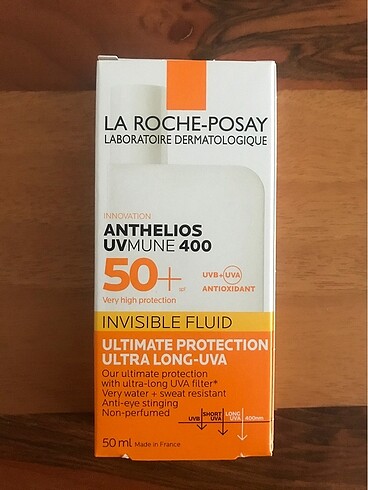 LA ROCHE-POSAY
LABORATOIRE DERMATOLOGIQUE
INNOVATION
ANTHELIOS
UVMUNE 400
50+
spf
Very high protection
UVB + UVA
ANTIOXIDANT
INVISIBLE FLUID
ULTIMATE PROTECTION
ULTRA LONG-UVA
Our ultimate protection
with ultra-long UVA filter*
Very water + sweat resistant
Anti-eye stinging
Non-perfumed
UVB SHORT UVA LONG UVA 400nm
50 ml Made in France